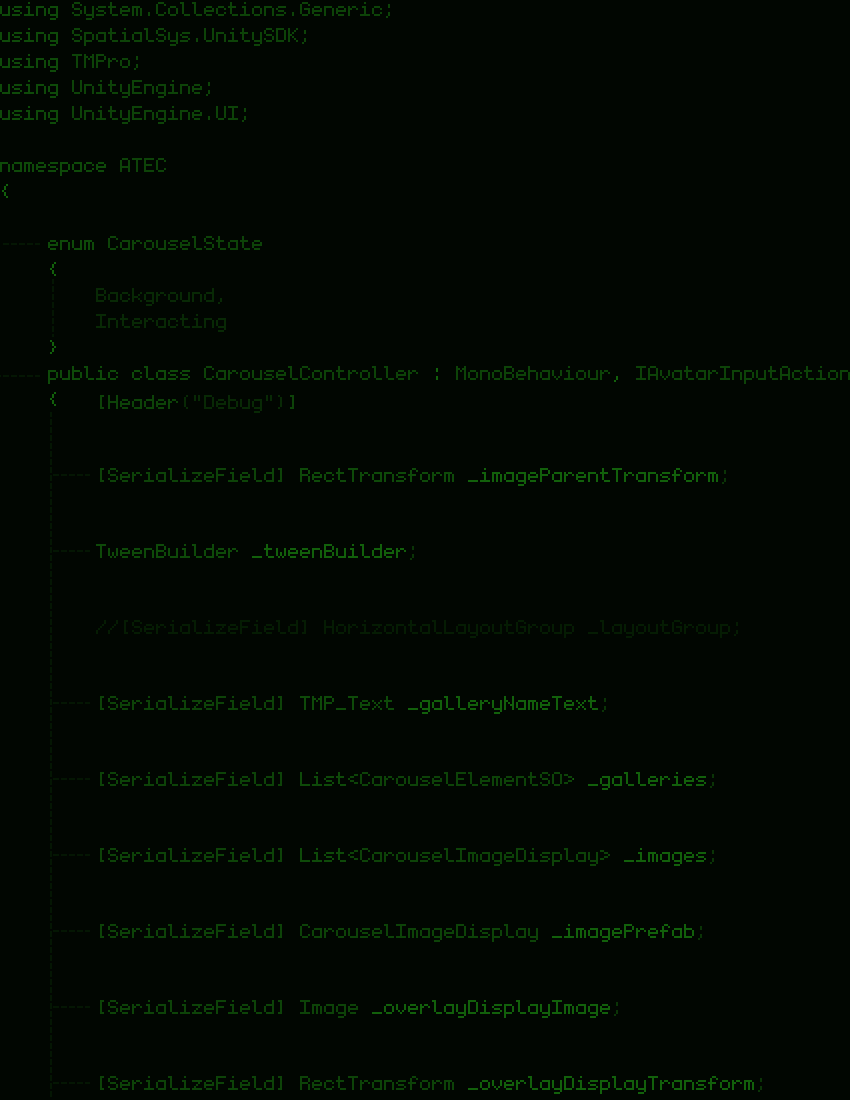 using System.Collections.Generic;
using SpatialSys.UnitySDK;
using TMPro;
using UnityEngine;
using UnityEngine.UI;
namespace ATEC
{
enum CarouselState
{
Background,
Interacting
}
public class CarouselController : MonoBehaviour, IAvatarInputAction
{
[Header("Debug")]
[SerializeField] RectTransform _imageParentTransform;
TweenBuilder _tweenBuilder;
//[SerializeField] HorizontalLayoutGroup _layoutGroup;
[SerializeField] TMP_Text _galleryNameText;
[SerializeField] List<CarouselElementSO> _galleries;
[SerializeField] List<CarouselImageDisplay> _images;
[SerializeField] CarouselImageDisplay _imagePrefab;
[SerializeField] Image _overlayDisplayImage;
[SerializeField] RectTransform _overlayDisplayTransform;